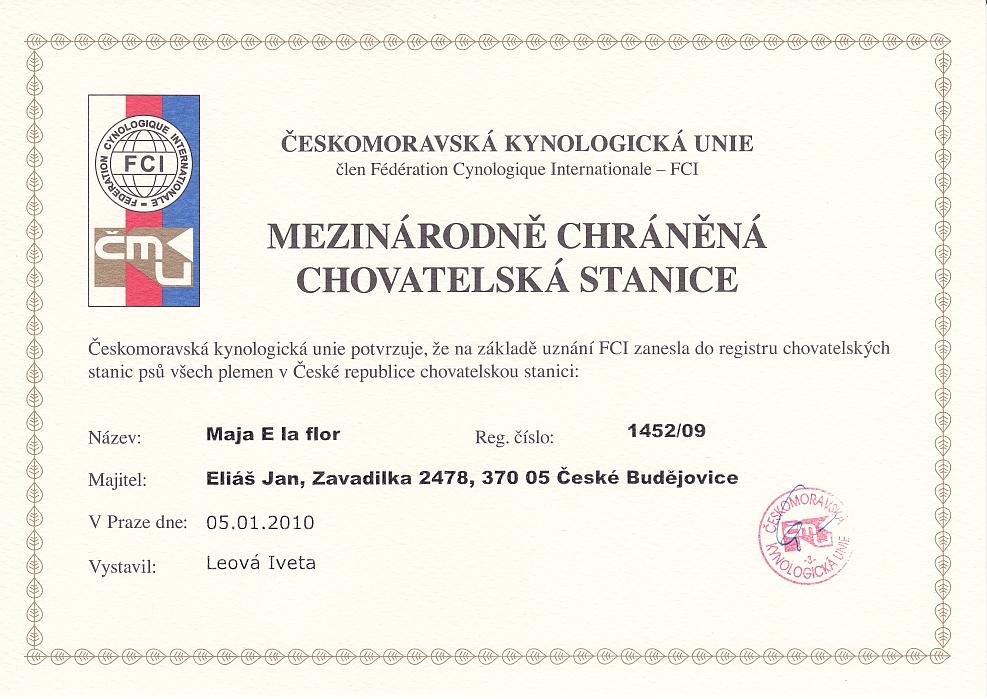 FEDERATION CYNOLOGIQUE INTERNATIONALE
FCI
čmku
ČESKOMORAVSKÁ KYNOLOGICKÁ UNIE
člen Fédération Cynologique Internationale – FCI
MEZINÁRODNĚ CHRÁNĚNÁ
CHOVATELSKÁ STANICE
Českomoravská kynologická unie potvrzuje, že na základě uznání FCI zanesla do registru chovatelských
stanic psů všech plemen v České republice chovatelskou stanici:
Název: Maja E la flor Reg. číslo: 1452/09
Majitel: Eliáš Jan, Zavadilka 2478, 370 05 České Budějovice
V Praze dne: 05.01.2010
Vystavil: Leová Iveta
ČESKOMORAVSKÁ
KYNOLOGICKÁ UNIE
-3-